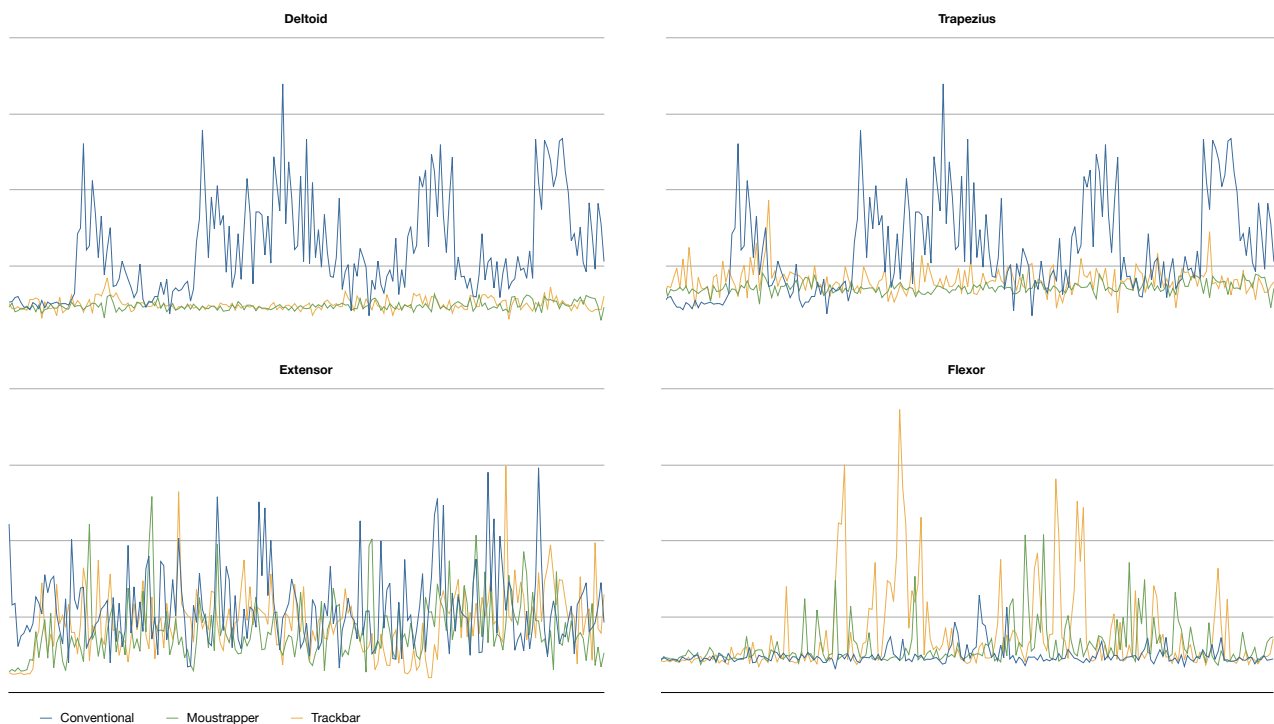 Deltoid
Trapezius
Extensor
Flexor
Conventional
Moustrapper
Trackbar